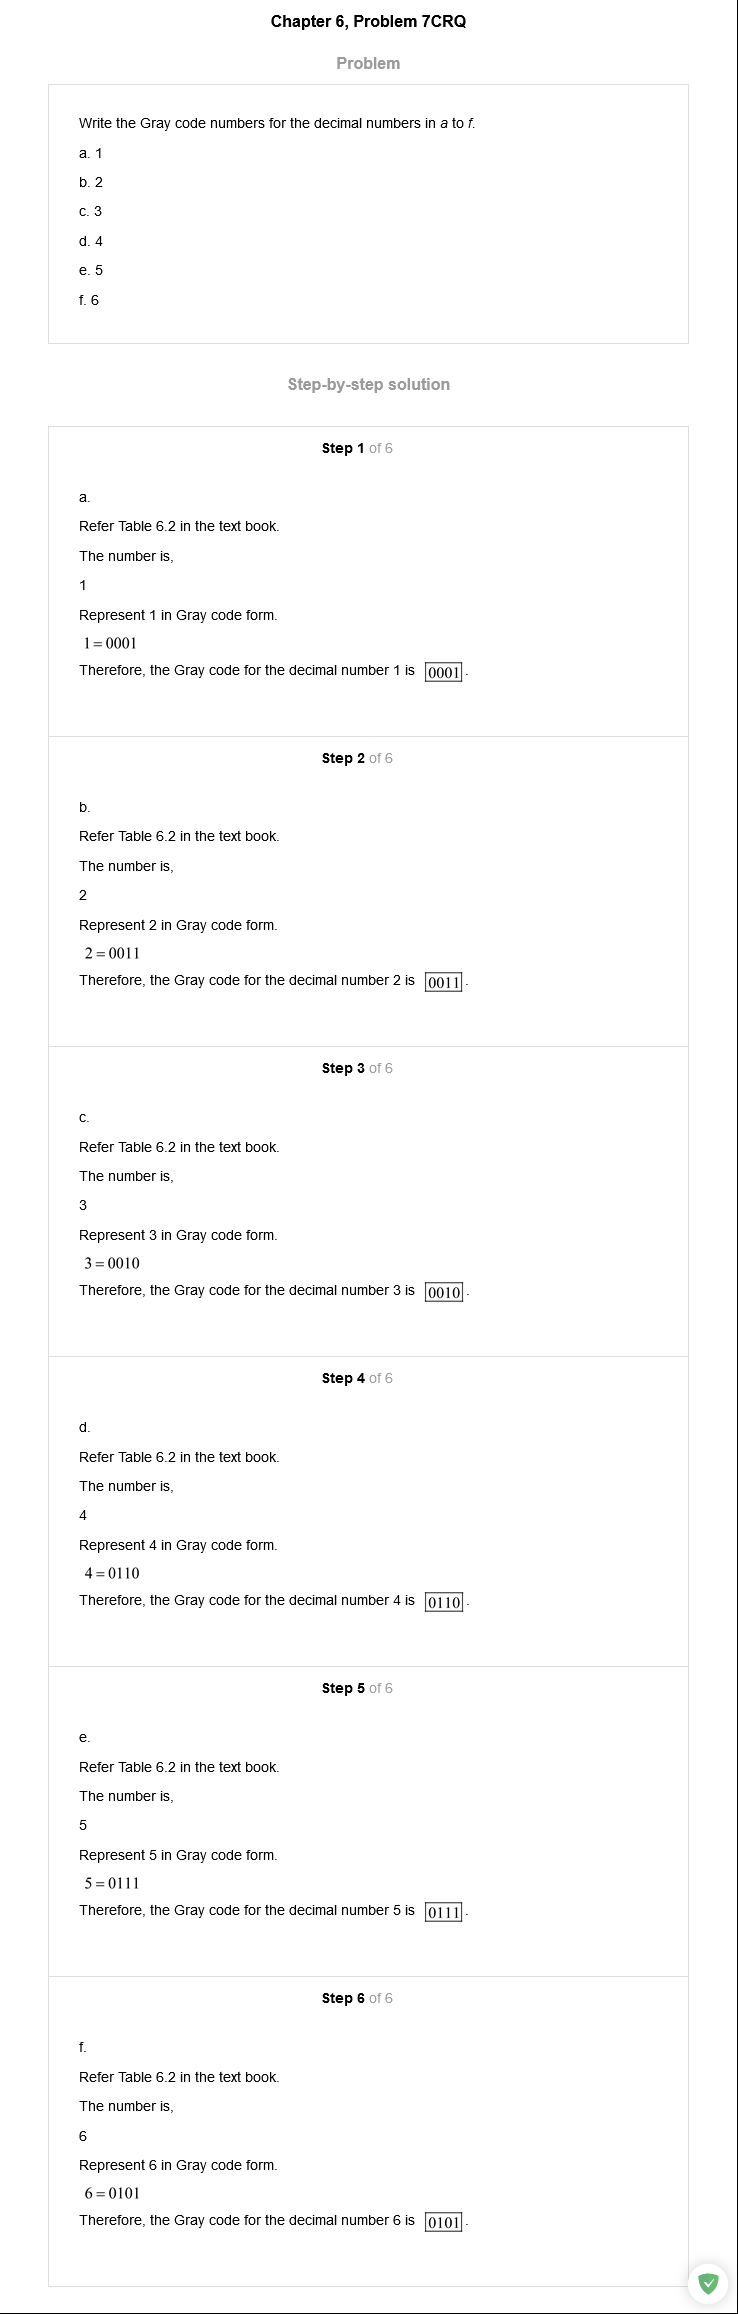 Chapter 6, Problem 7CRQ
Problem
Write the Gray code numbers for the decimal numbers in a to f.
a. 1
b. 2
c. 3
d. 4
e. 5
f. 6
Step-by-step solution
Step 1 of 6
a.
Refer Table 6.2 in the text book.
The number is,
1
Represent 1 in Gray code form.
1 = 0001
Therefore, the Gray code for the decimal number 1 is 0001.
Step 2 of 6
b.
Refer Table 6.2 in the text book.
The number is,
2
Represent 2 in Gray code form.
2 = 0011
Therefore, the Gray code for the decimal number 2 is 0011.
Step 3 of 6
c.
Refer Table 6.2 in the text book.
The number is,
3
Represent 3 in Gray code form.
3 = 0010
Therefore, the Gray code for the decimal number 3 is 0010.
Step 4 of 6
d.
Refer Table 6.2 in the text book.
The number is,
4
Represent 4 in Gray code form.
4 = 0110
Therefore, the Gray code for the decimal number 4 is 0110.
Step 5 of 6
e.
Refer Table 6.2 in the text book.
The number is,
5
Represent 5 in Gray code form.
5 = 0111
Therefore, the Gray code for the decimal number 5 is 0111.
Step 6 of 6
f.
Refer Table 6.2 in the text book.
The number is,
6
Represent 6 in Gray code form.
6 = 0101
Therefore, the Gray code for the decimal number 6 is 0101.